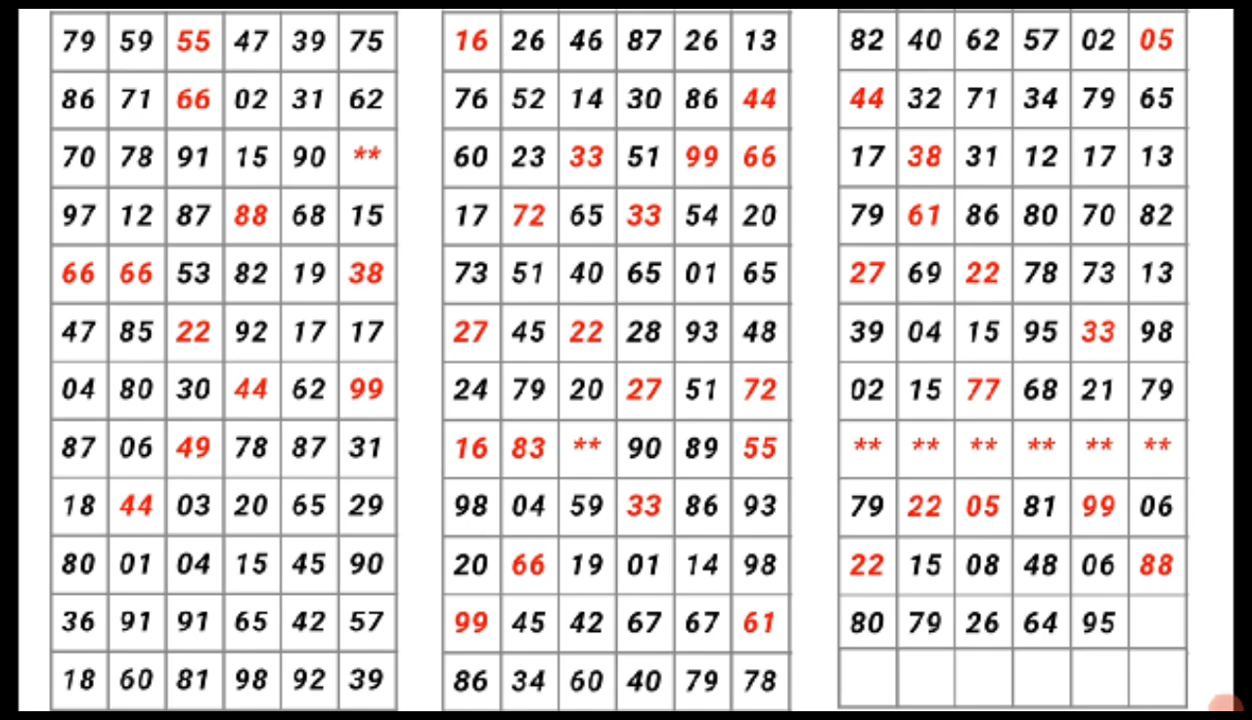 79 59 55 47 39 75
86 71 66 02 31 62
70 78 91 15 90 **
97 12 87 88 68 15
66 66 53 82 19 38
47 85 22 92 17 17
04 80 30 44 62 99
87 06 49 78 87 31
18 44 03 20 65 29
80 01 04 15 45 90
36 91 91 65 42 57
18 60 81 98 92 39
16 26 46 87 26 13
76 52 14 30 86 44
60 23 33 51 99 66
17 72 65 33 54 20
73 51 40 65 01 65
27 45 22 28 93 48
24 79 20 27 51 72
16 83 ** 90 89 55
98 04 59 33 86 93
20 66 19 01 14 98
99 45 42 67 67 61
86 34 60 40 79 78
82 40 62 57 02 05
44 32 71 34 79 65
17 38 31 12 17 13
79 61 86 80 70 82
27 69 22 78 73 13
39 04 15 95 33 98
02 15 77 68 21 79
** ** ** ** ** **
79 22 05 81 99 06
22 15 08 48 06 88
80 79 26 64 95